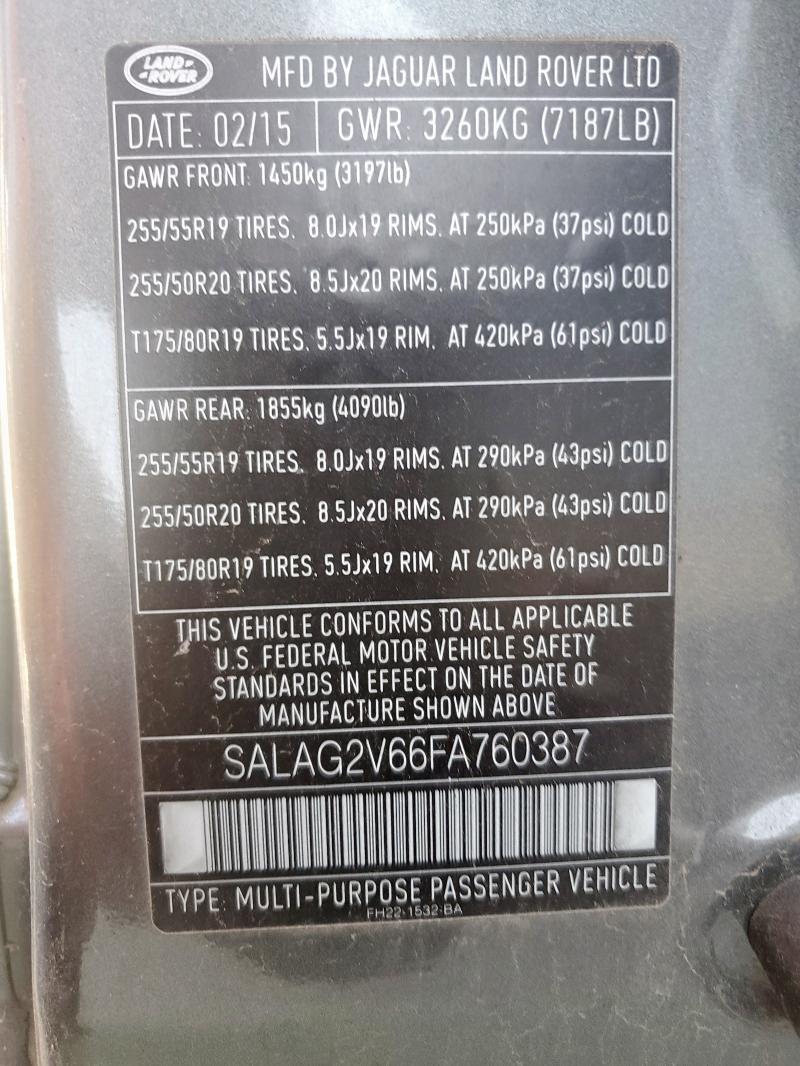 LAND ROVER
MFD BY JAGUAR LAND ROVER LTD
DATE: 02/15 GWR: 3260KG (7187LB)
GAWR FRONT: 1450kg (3197lb)
255/55R19 TIRES, 8.0Jx19 RIMS, AT 250kPa (37psi) COLD
255/50R20 TIRES, 8.5Jx20 RIMS, AT 250kPa (37psi) COLD
T175/80R19 TIRES, 5.5Jx19 RIM, AT 420kPa (61psi) COLD
GAWR REAR: 1855kg (4090lb)
255/55R19 TIRES, 8.0Jx19 RIMS, AT 290kPa (43psi) COLD
255/50R20 TIRES, 8.5Jx20 RIMS, AT 290kPa (43psi) COLD
T175/80R19 TIRES, 5.5Jx19 RIM, AT 420kPa (61psi) COLD
THIS VEHICLE CONFORMS TO ALL APPLICABLE
U.S. FEDERAL MOTOR VEHICLE SAFETY
STANDARDS IN EFFECT ON THE DATE OF
MANUFACTURE SHOWN ABOVE
SALAG2V66FA760387
TYPE: MULTI-PURPOSE PASSENGER VEHICLE
FH22-1532-BA